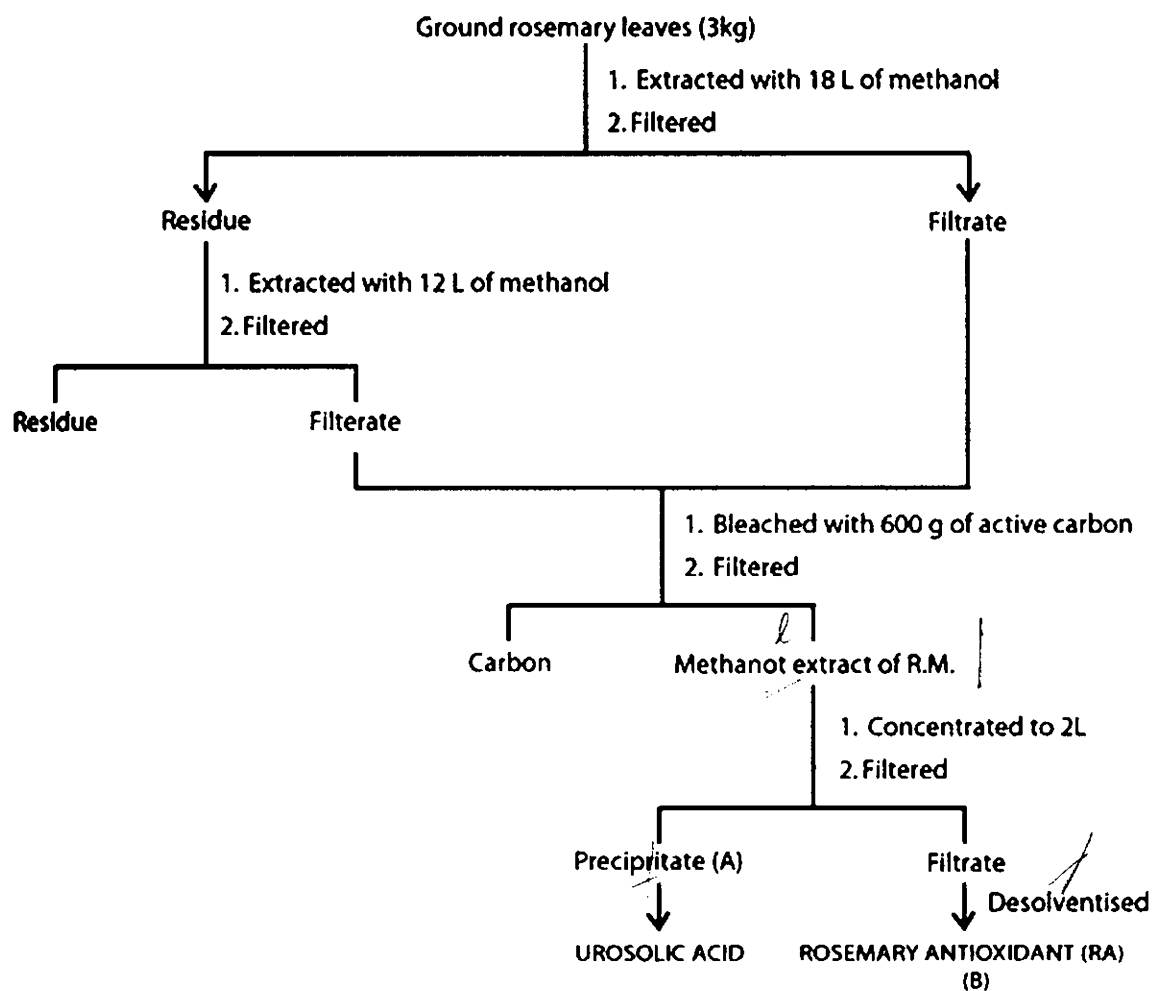 Ground rosemary leaves (3kg)
1. Extracted with 18 L of methanol
2. Filtered
Residue
Filtrate
1. Extracted with 12 L of methanol
2. Filtered
Residue
Filterate
1. Bleached with 600 g of active carbon
2. Filtered
Carbon
l
Methanot extract of R.M.
1. Concentrated to 2L
2. Filtered
Precipritate (A)
Filtrate
Desolventised
UROSOLIC ACID
ROSEMARY ANTIOXIDANT (RA)
(B)